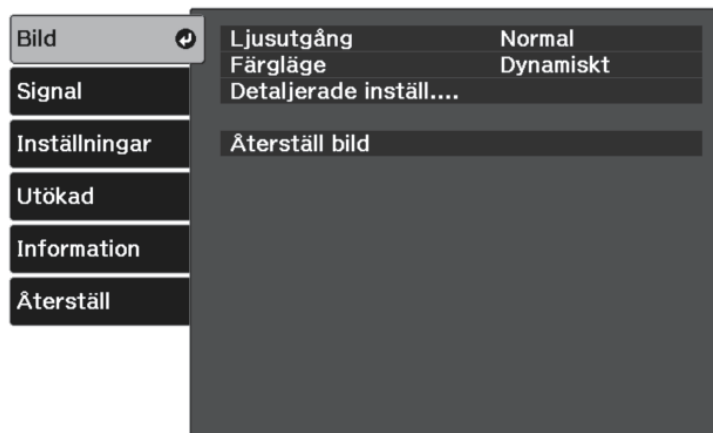 Bild
Signal
Inställningar
Utökad
Information
Återställ
Ljusutgång Normal
Färgläge Dynamiskt
Detaljerade inställ....
Återställ bild